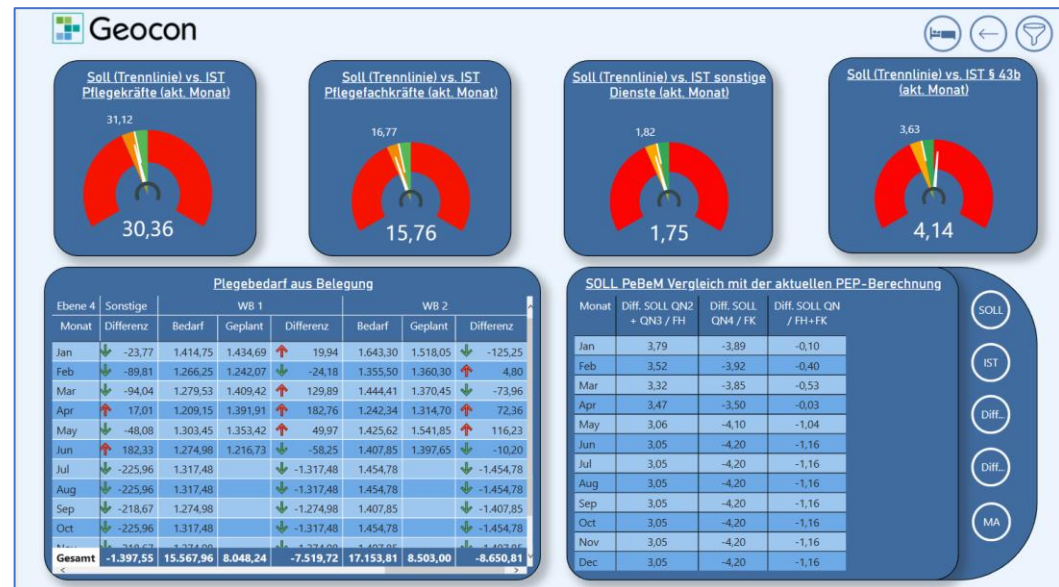 Geocon
Soll (Trennlinie) vs. IST
Pflegekräfte (akt. Monat)
31,12
30,36
Soll (Trennlinie) vs. IST
Pflegefachkräfte (akt. Monat)
16,77
15,76
Soll (Trennlinie) vs. IST sonstige
Dienste (akt. Monat)
1,82
1,75
Soll (Trennlinie) vs. IST § 43b
(akt. Monat)
3,63
4,14
Plegebedarf aus Belegung
Ebene 4 Sonstige WB 1 WB 2
Monat Differenz Bedarf Geplant Differenz Bedarf Geplant Differenz
Jan -23,77 1.414,75 1.434,69 19,94 1.643,30 1.518,05 -125,25
Feb -89,81 1.266,25 1.242,07 -24,18 1.355,50 1.360,30 4,80
Mar -94,04 1.279,53 1.409,42 129,89 1.444,41 1.370,45 -73,96
Apr 17,01 1.209,15 1.391,91 182,76 1.242,34 1.314,70 72,36
May -48,08 1.303,45 1.353,42 49,97 1.425,62 1.541,85 116,23
Jun 182,33 1.274,98 1.216,73 -58,25 1.407,85 1.397,65 -10,20
Jul -225,96 1.317,48 -1.317,48 1.454,78 -1.454,78
Aug -225,96 1.317,48 -1.317,48 1.454,78 -1.454,78
Sep -218,67 1.274,98 -1.274,98 1.407,85 -1.407,85
Oct -225,96 1.317,48 -1.317,48 1.454,78 -1.454,78
Gesamt -1.397,55 15.567,96 8.048,24 -7.519,72 17.153,81 8.503,00 -8.650,81
SOLL PeBeM Vergleich mit der aktuellen PEP-Berechnung
Monat Diff. SOLL QN2 Diff. SOLL Diff. SOLL QN
+ QN3 / FH QN4 / FK /FH+FK
Jan 3,79 -3,89 -0,10
Feb 3,52 -3,92 -0,40
Mar 3,32 -3,85 -0,53
Apr 3,47 -3,50 -0,03
May 3,06 -4,10 -1,04
Jun 3,05 -4,20 -1,16
Jul 3,05 -4,20 -1,16
Aug 3,05 -4,20 -1,16
Sep 3,05 -4,20 -1,16
Oct 3,05 -4,20 -1,16
Nov 3,05 -4,20 -1,16
Dec 3,05 -4,20 -1,16
SOLL
IST
Diff...
Diff...
MA